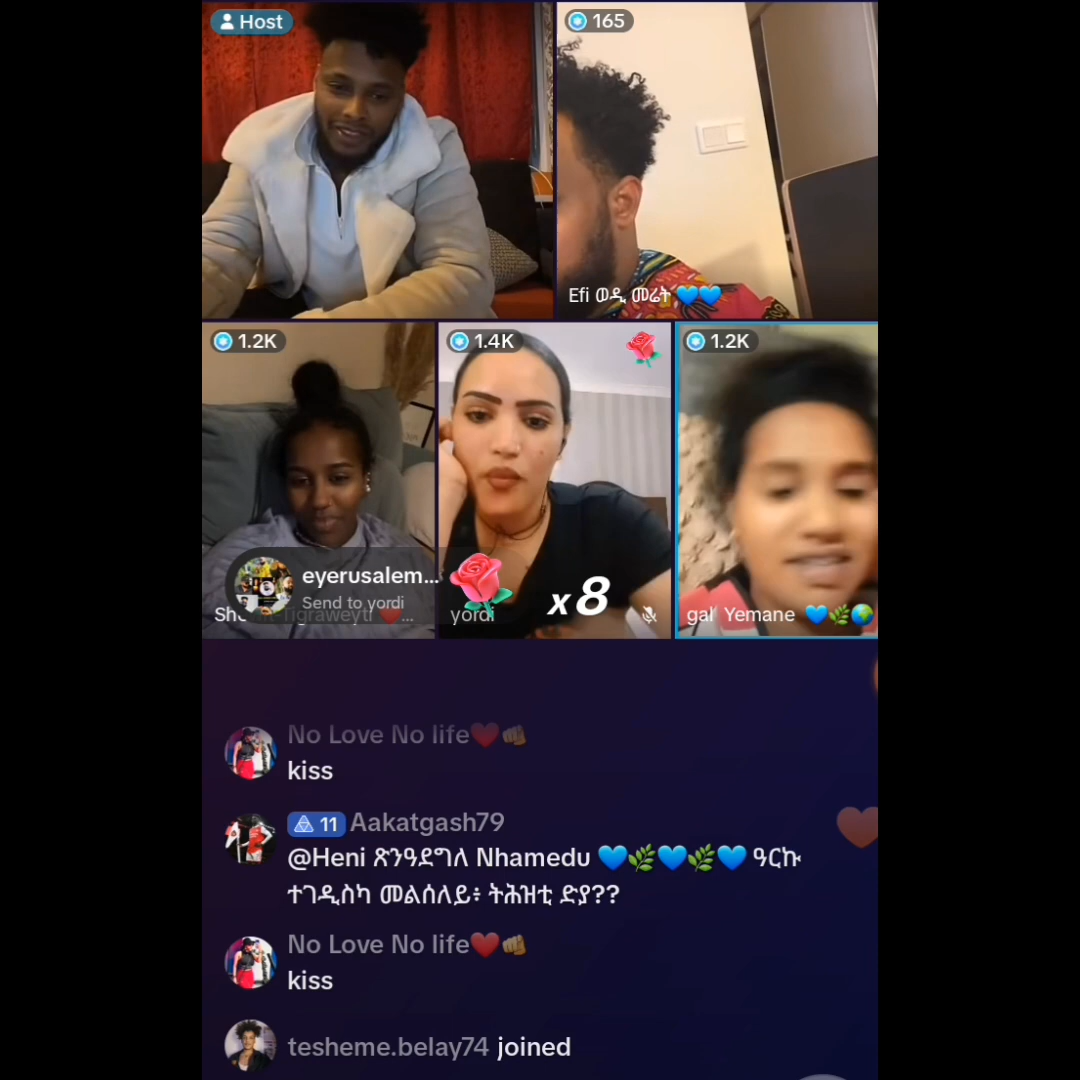 Host
165
Efi ወዲ መሬት 💙💙
1.2K
1.4K
1.2K
eyerusalem...
Send to yordi
x8
yordi
gal Yemane 💙🌿🌍
No Love No life❤️👊
kiss
11 Aakatgash79
@Heni ጽንዓደግለ Nhamedu 💙🌿💙🌿💙 ዓርኩ
ተገዲስካ መልሰለይ፥ ትሕዝቲ ድያ??
No Love No life❤️👊
kiss
tesheme.belay74 joined